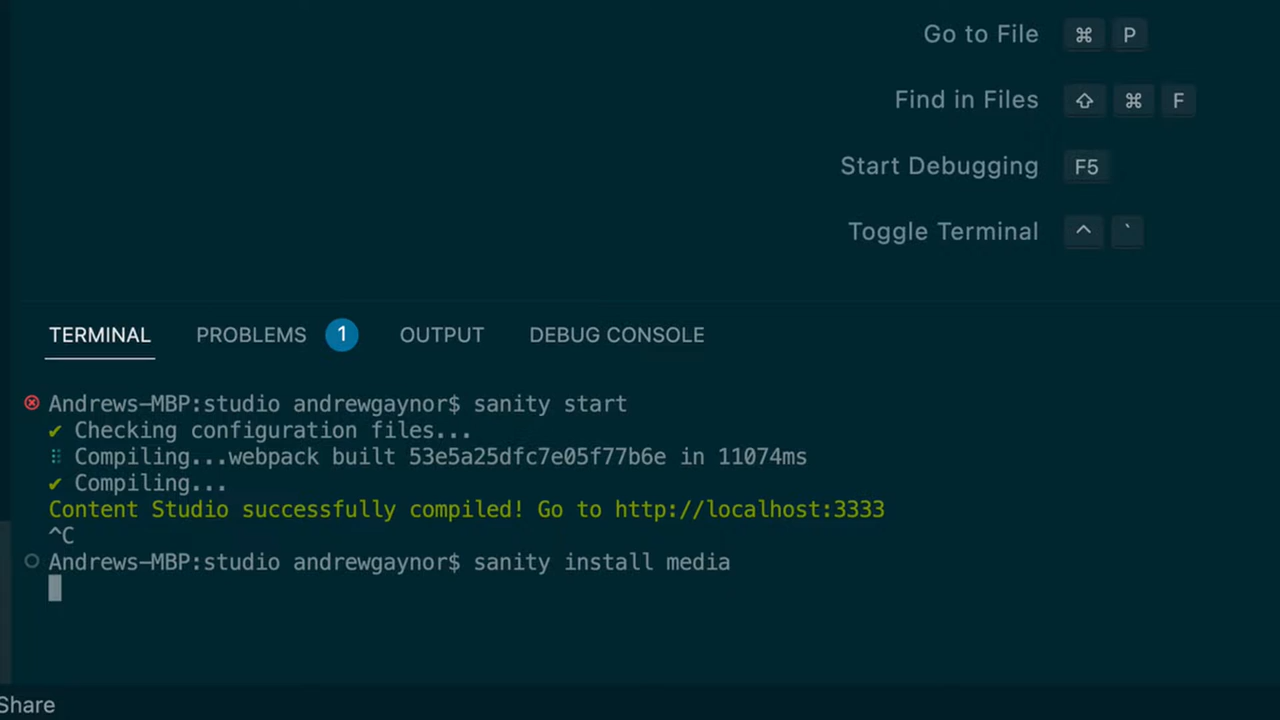 Go to File ⌘ P
Find in Files ⇧ ⌘ F
Start Debugging F5
Toggle Terminal ^ `
TERMINAL PROBLEMS 1 OUTPUT DEBUG CONSOLE
Andrews-MBP:studio andrewgaynor$ sanity start
✔ Checking configuration files...
⠿ Compiling...webpack built 53e5a25dfc7e05f77b6e in 11074ms
✔ Compiling...
Content Studio successfully compiled! Go to http://localhost:3333
^C
Andrews-MBP:studio andrewgaynor$ sanity install media
Share